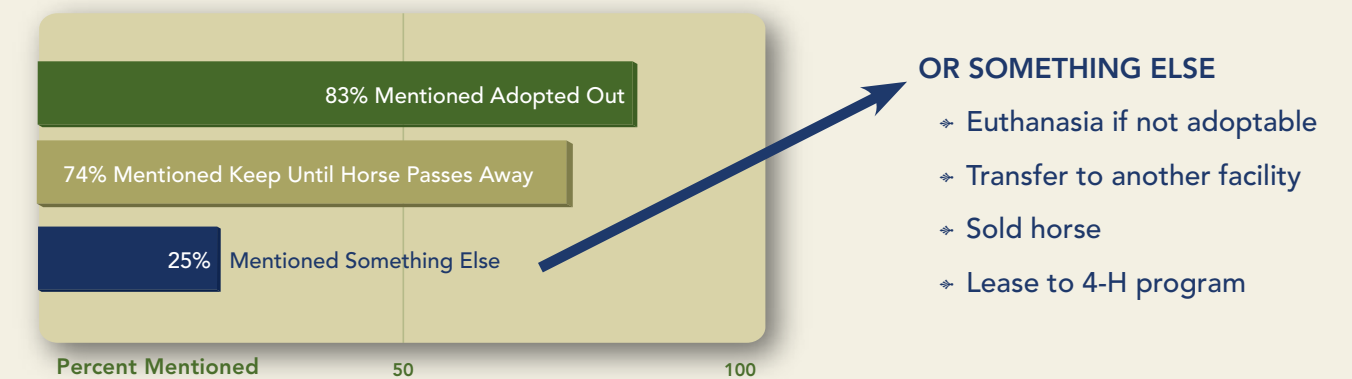 83% Mentioned Adopted Out
74% Mentioned Keep Until Horse Passes Away
25% Mentioned Something Else
Percent Mentioned 50 100
OR SOMETHING ELSE
Euthanasia if not adoptable
Transfer to another facility
Sold horse
Lease to 4-H program